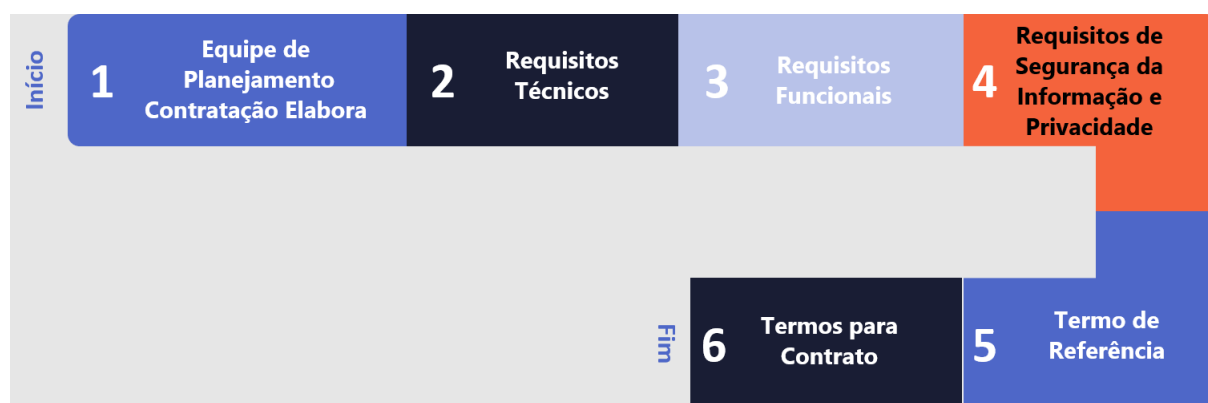 Início
1
Equipe de
Planejamento
Contratação Elabora
2
Requisitos
Técnicos
3
Requisitos
Funcionais
4
Requisitos de
Segurança da
Informação e
Privacidade
5
Termo de
Referência
6
Termos para
Contrato
Fim